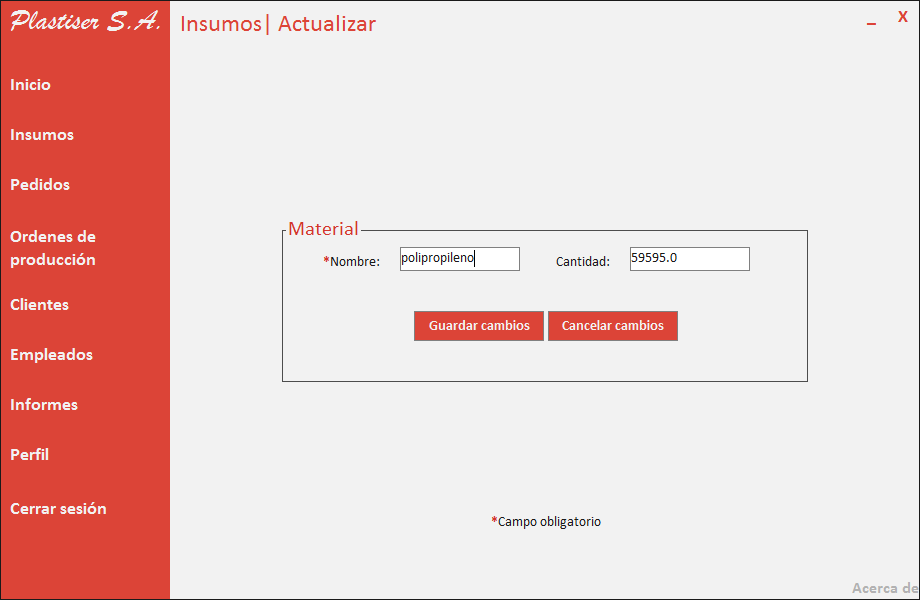 Plastiser S.A.
Insumos| Actualizar
_ X
Inicio
Insumos
Pedidos
Ordenes de
producción
Clientes
Empleados
Informes
Perfil
Cerrar sesión
Material
*Nombre: polipropileno Cantidad: 59595.0
Guardar cambios Cancelar cambios
*Campo obligatorio
Acerca de